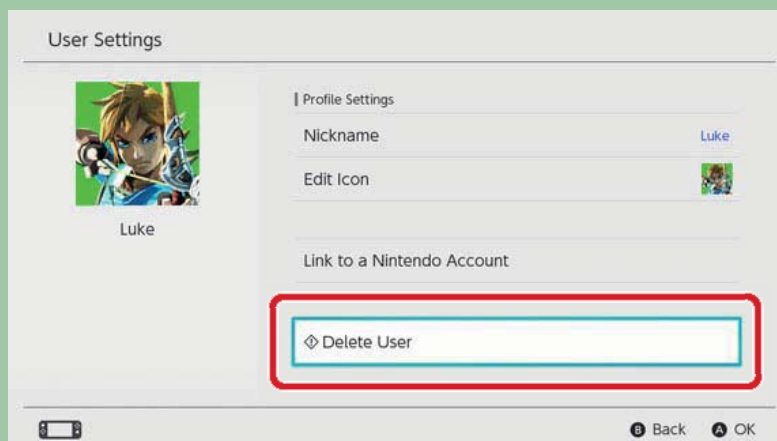 User Settings
Luke
Profile Settings
Nickname Luke
Edit Icon
Link to a Nintendo Account
Delete User
B Back A OK